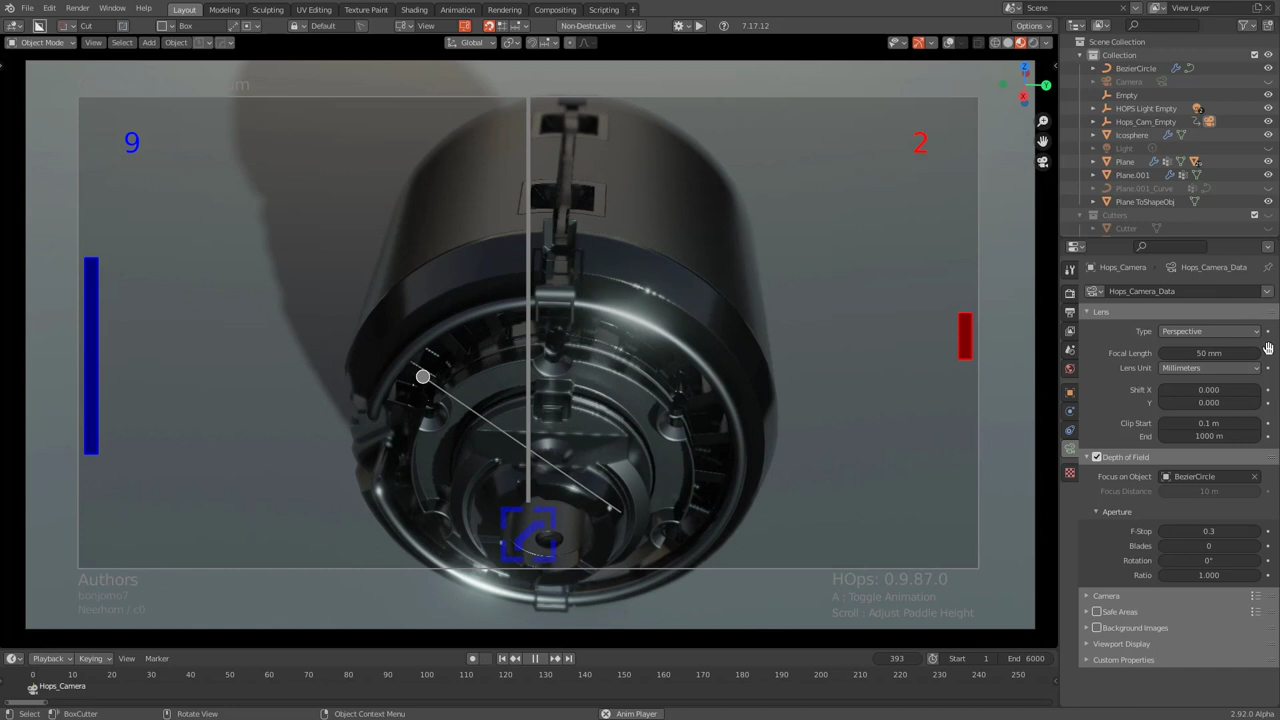 File Edit Render Window Help Layout Modeling Sculpting UV Editing Texture Paint Shading Animation Rendering Compositing Scripting + Scene View Layer
Cut Box Default View Non-Destructive 7.17.12 Options
Object Mode View Select Add Object Global
Scene Collection
Collection
BezierCircle
Camera
Empty
HOPS Light Empty
Hops_Cam_Empty
Icosphere
Light
Plane
Plane.001
Plane.001_Curve
Plane ToShapeObj
Cutters
Cutter
9
2
Z
Y
X
Hops_Camera Hops_Camera_Data
Hops_Camera_Data
Lens
Type Perspective
Focal Length 50 mm
Lens Unit Millimeters
Shift X 0.000
Y 0.000
Clip Start 0.1 m
End 1000 m
Depth of Field
Focus on Object BezierCircle
Focus Distance 10 m
Aperture
F-Stop 0.3
Blades 0
Rotation 0°
Ratio 1.000
Camera
Safe Areas
Background Images
Viewport Display
Custom Properties
Authors
bonjorno7
Neerhom / c0
HOps: 0.9.87.0
A : Toggle Animation
Scroll : Adjust Paddle Height
Playback Keying View Marker 393 Start 1 End 6000
0 10 20 30 40 50 60 70 80 90 100 110 120 130 140 150 160 170 180 190 200 210 220 230 240 250
Hops_Camera
Select BoxCutter Rotate View Object Context Menu Anim Player 2.92.0 Alpha